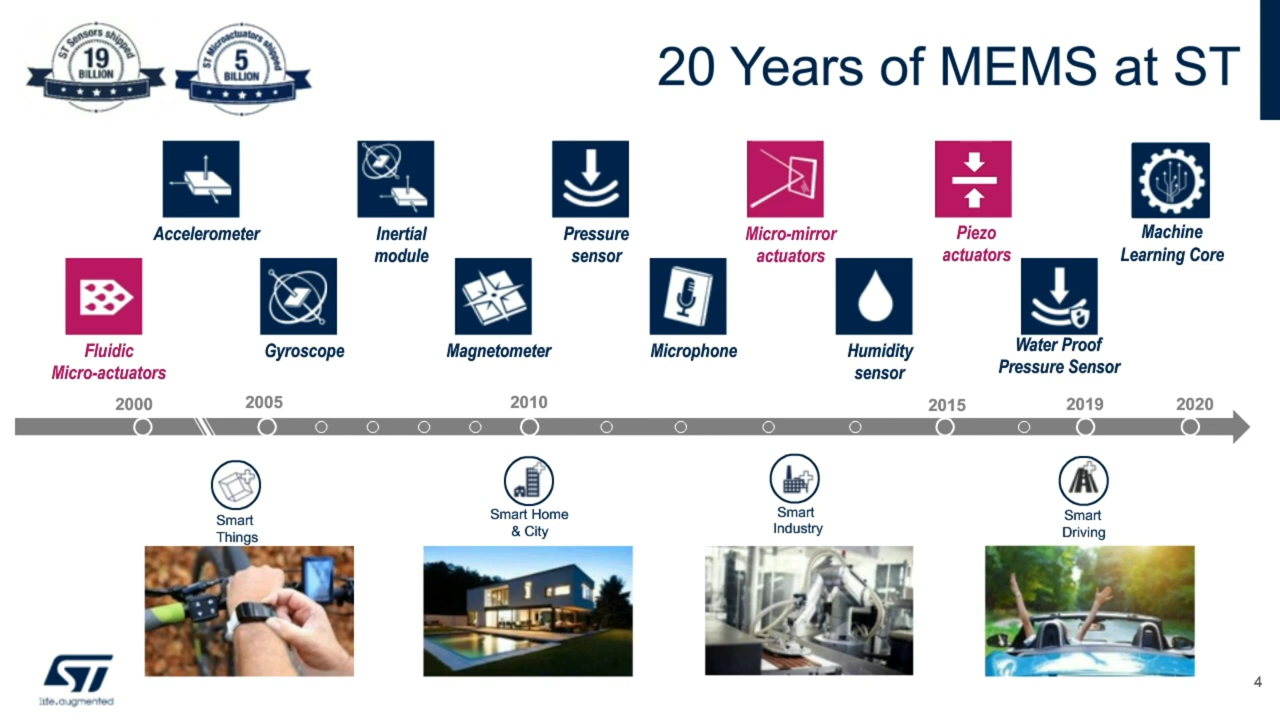 ST Sensors shipped
19
BILLION
ST Microactuators shipped
5
BILLION
20 Years of MEMS at ST
Accelerometer
Inertial
module
Pressure
sensor
Micro-mirror
actuators
Piezo
actuators
Machine
Learning Core
Fluidic
Micro-actuators
Gyroscope
Magnetometer
Microphone
Humidity
sensor
Water Proof
Pressure Sensor
2000
2005
2010
2015
2019
2020
Smart
Things
Smart Home
& City
Smart
Industry
Smart
Driving
ST
life.augmented
4